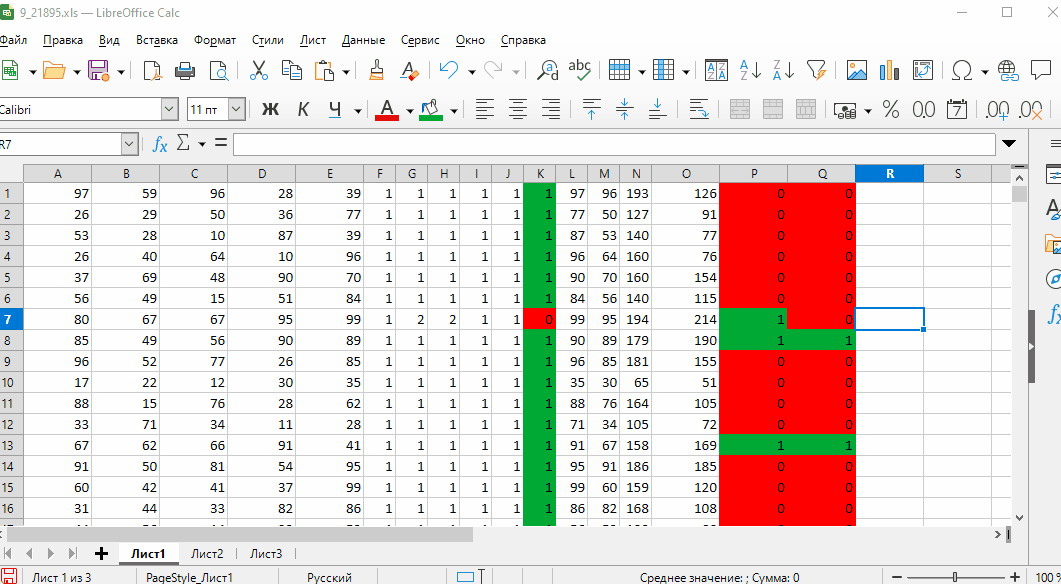 9_21895.xls — LibreOffice Calc
Файл Правка Вид Вставка Формат Стили Лист Данные Сервис Окно Справка
Calibri 11 пт Ж К Ч
R7
A B C D E F G H I J K L M N O P Q R S
1 97 59 96 28 39 1 1 1 1 1 1 97 96 193 126 0 0
2 26 29 50 36 77 1 1 1 1 1 1 77 50 127 91 0 0
3 53 28 10 87 39 1 1 1 1 1 1 87 53 140 77 0 0
4 26 40 64 10 96 1 1 1 1 1 1 96 64 160 76 0 0
5 37 69 48 90 70 1 1 1 1 1 1 90 70 160 154 0 0
6 56 49 15 51 84 1 1 1 1 1 1 84 56 140 115 0 0
7 80 67 67 95 99 1 2 2 1 1 0 99 95 194 214 1 0
8 85 49 56 90 89 1 1 1 1 1 1 90 89 179 190 1 1
9 96 52 77 26 85 1 1 1 1 1 1 96 85 181 155 0 0
10 17 22 12 30 35 1 1 1 1 1 1 35 30 65 51 0 0
11 88 15 76 28 62 1 1 1 1 1 1 88 76 164 105 0 0
12 33 71 34 11 28 1 1 1 1 1 1 71 34 105 72 0 0
13 67 62 66 91 41 1 1 1 1 1 1 91 67 158 169 1 1
14 91 50 81 54 95 1 1 1 1 1 1 95 91 186 185 0 0
15 60 42 41 37 99 1 1 1 1 1 1 99 60 159 120 0 0
16 31 44 33 82 86 1 1 1 1 1 1 86 82 168 108 0 0
Лист1 Лист2 Лист3
Лист 1 из 3 PageStyle_Лист1 Русский Среднее значение: ; Сумма: 0 100 %